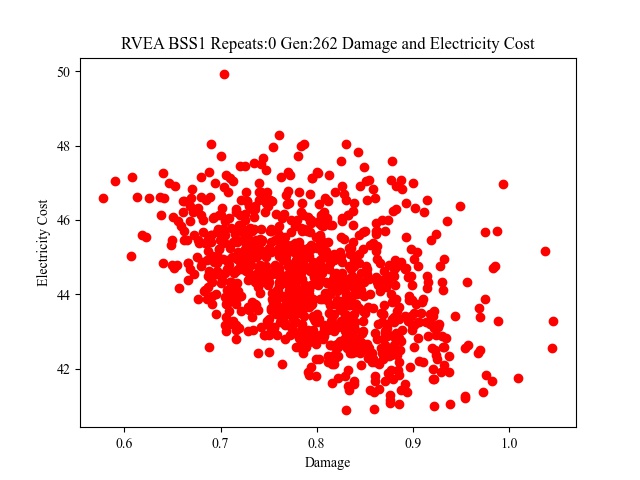 RVEA BSS1 Repeats:0 Gen:262 Damage and Electricity Cost
50
48
46
44
42
Electricity Cost
0.6 0.7 0.8 0.9 1.0
Damage